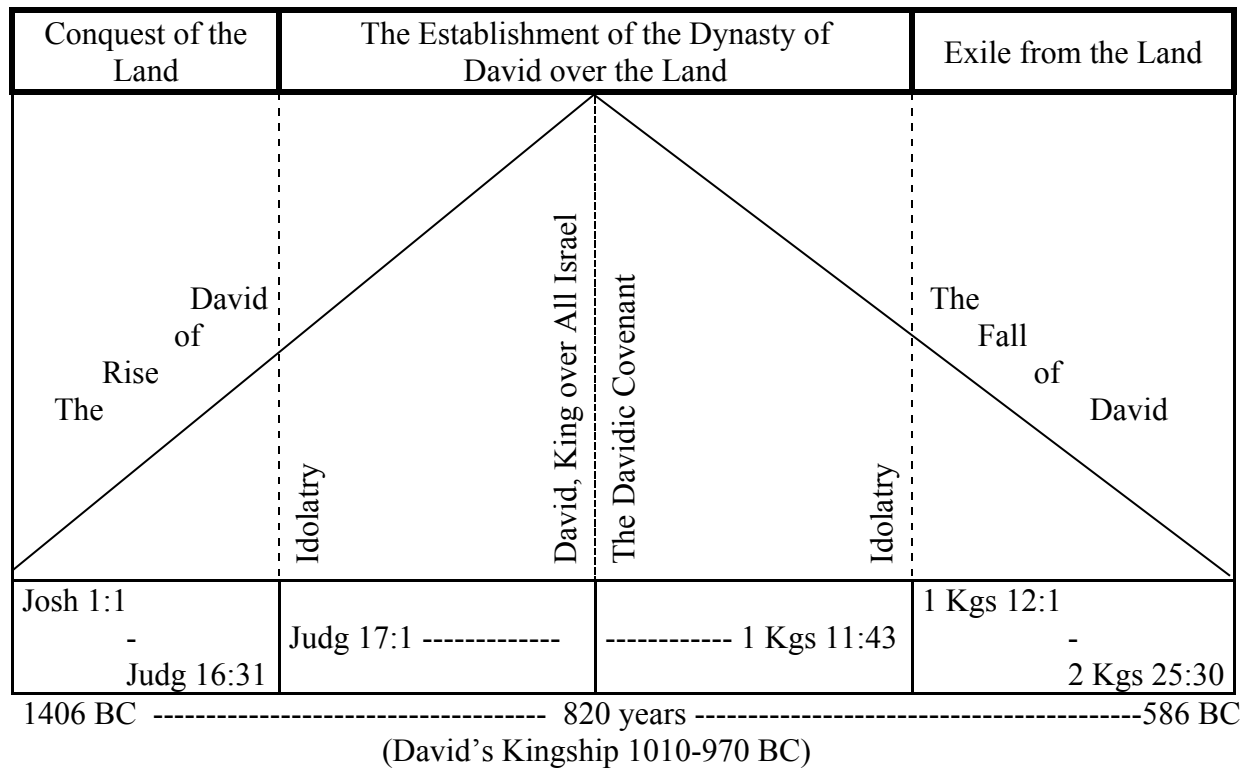 Conquest of the
Land
The Establishment of the Dynasty of
David over the Land
Exile from the Land
The
Rise
of
David
Idolatry
David, King over All Israel
The Davidic Covenant
Idolatry
The
Fall
of
David
Josh 1:1
-
Judg 16:31
Judg 17:1 -------------
------------ 1 Kgs 11:43
1 Kgs 12:1
-
2 Kgs 25:30
1406 BC ------------------------------------- 820 years ------------------------------------------586 BC
(David’s Kingship 1010-970 BC)